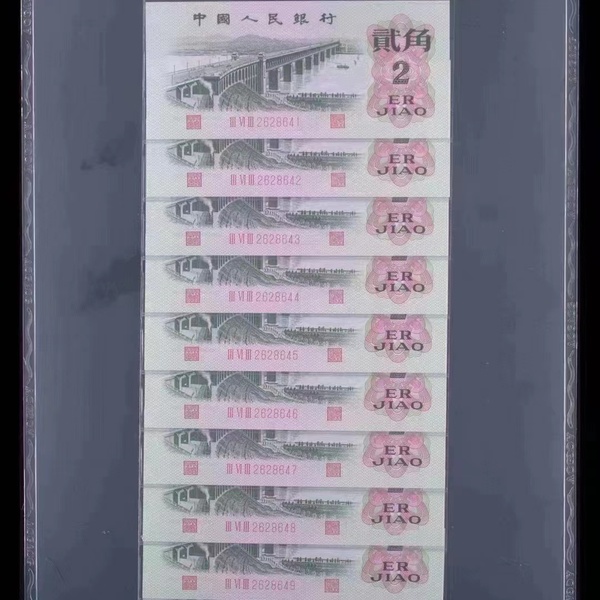 中國人民銀行
貳角
2
ER
JIAO
III VI III 2628641
ER
JIAO
III VI III 2628642
ER
JIAO
III VI III 2628643
ER
JIAO
III VI III 2628644
ER
JIAO
III VI III 2628645
ER
JIAO
III VI III 2628646
ER
JIAO
III VI III 2628647
ER
JIAO
III VI III 2628648
ER
JIAO
III VI III 2628649